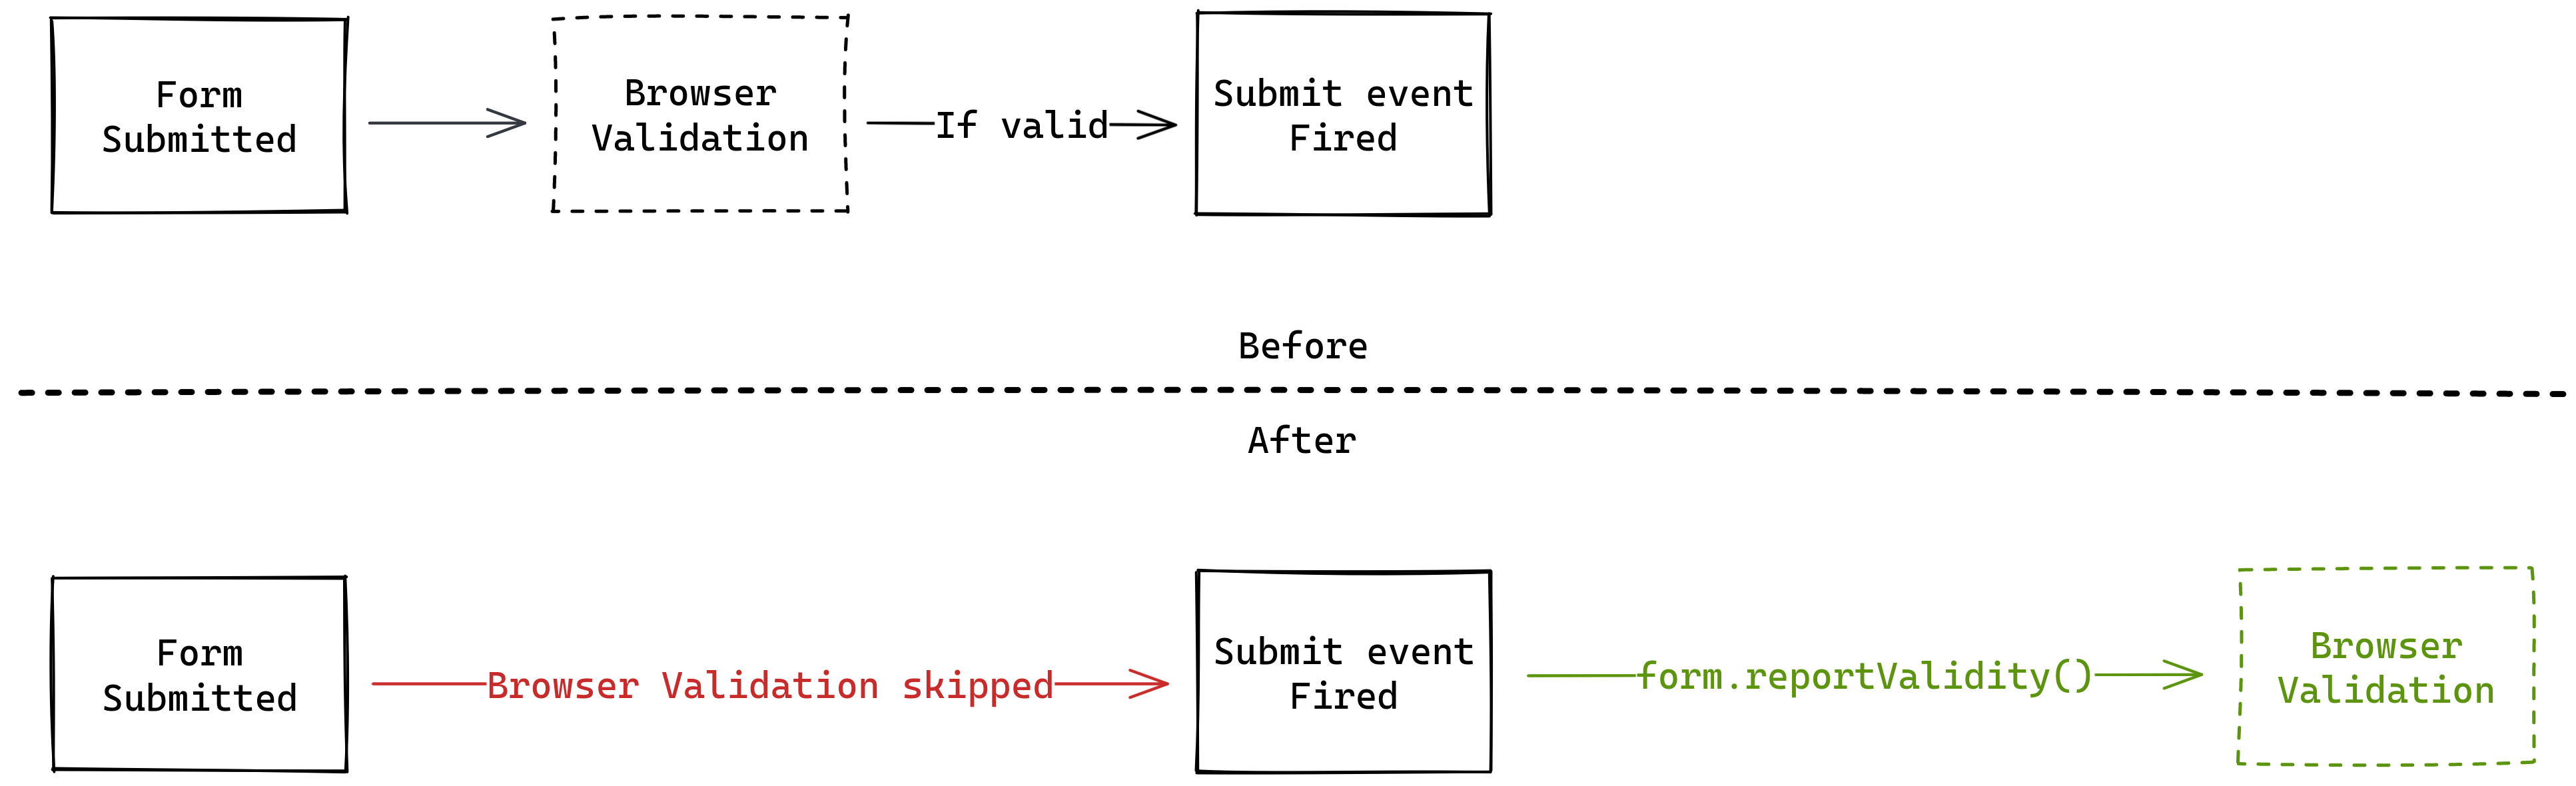 Form
Submitted
Browser
Validation
If valid
Submit event
Fired
Before
After
Form
Submitted
Browser Validation skipped
Submit event
Fired
form.reportValidity()
Browser
Validation